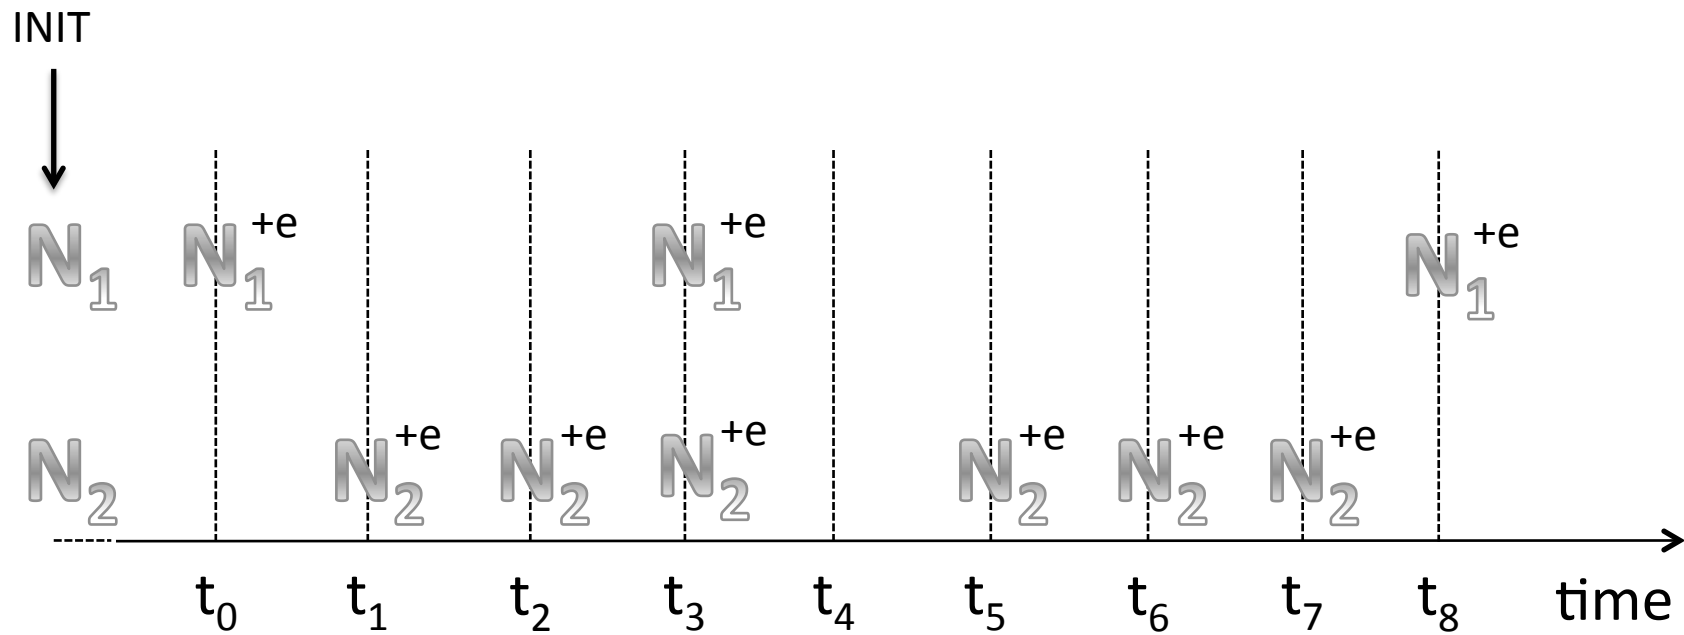 INIT
N₁ N₁⁺ᵉ N₁⁺ᵉ N₁⁺ᵉ
N₂ N₂⁺ᵉ N₂⁺ᵉ N₂⁺ᵉ N₂⁺ᵉ N₂⁺ᵉ N₂⁺ᵉ
t₀ t₁ t₂ t₃ t₄ t₅ t₆ t₇ t₈ time